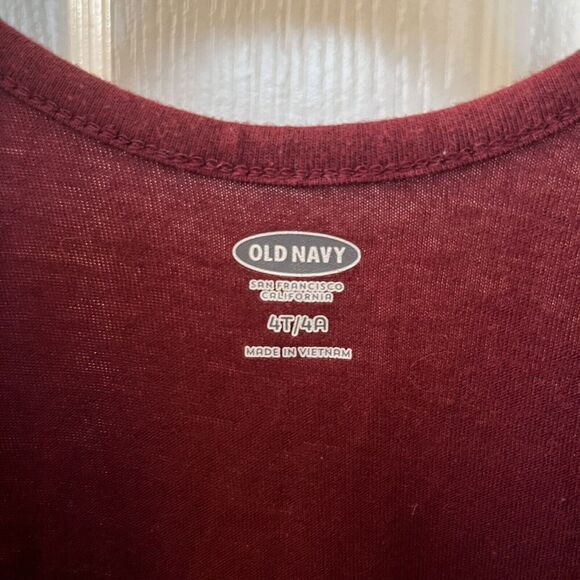 OLD NAVY
SAN FRANCISCO
CALIFORNIA
4T/4A
MADE IN VIETNAM